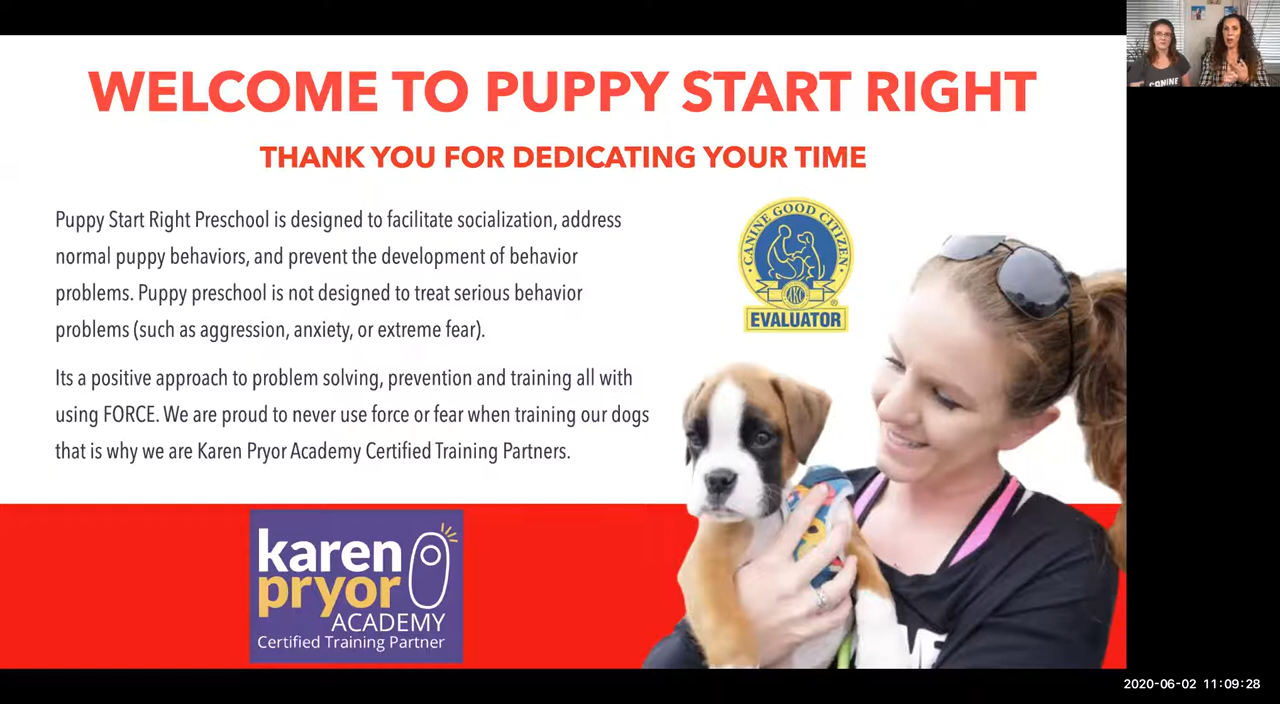 WELCOME TO PUPPY START RIGHT
THANK YOU FOR DEDICATING YOUR TIME
Puppy Start Right Preschool is designed to facilitate socialization, address
normal puppy behaviors, and prevent the development of behavior
problems. Puppy preschool is not designed to treat serious behavior
problems (such as aggression, anxiety, or extreme fear).
Its a positive approach to problem solving, prevention and training all with
using FORCE. We are proud to never use force or fear when training our dogs
that is why we are Karen Pryor Academy Certified Training Partners.
CANINE GOOD CITIZEN
AKC
®
EVALUATOR
karen
pryor
ACADEMY
Certified Training Partner
CANINE
2020-06-02 11:09:28